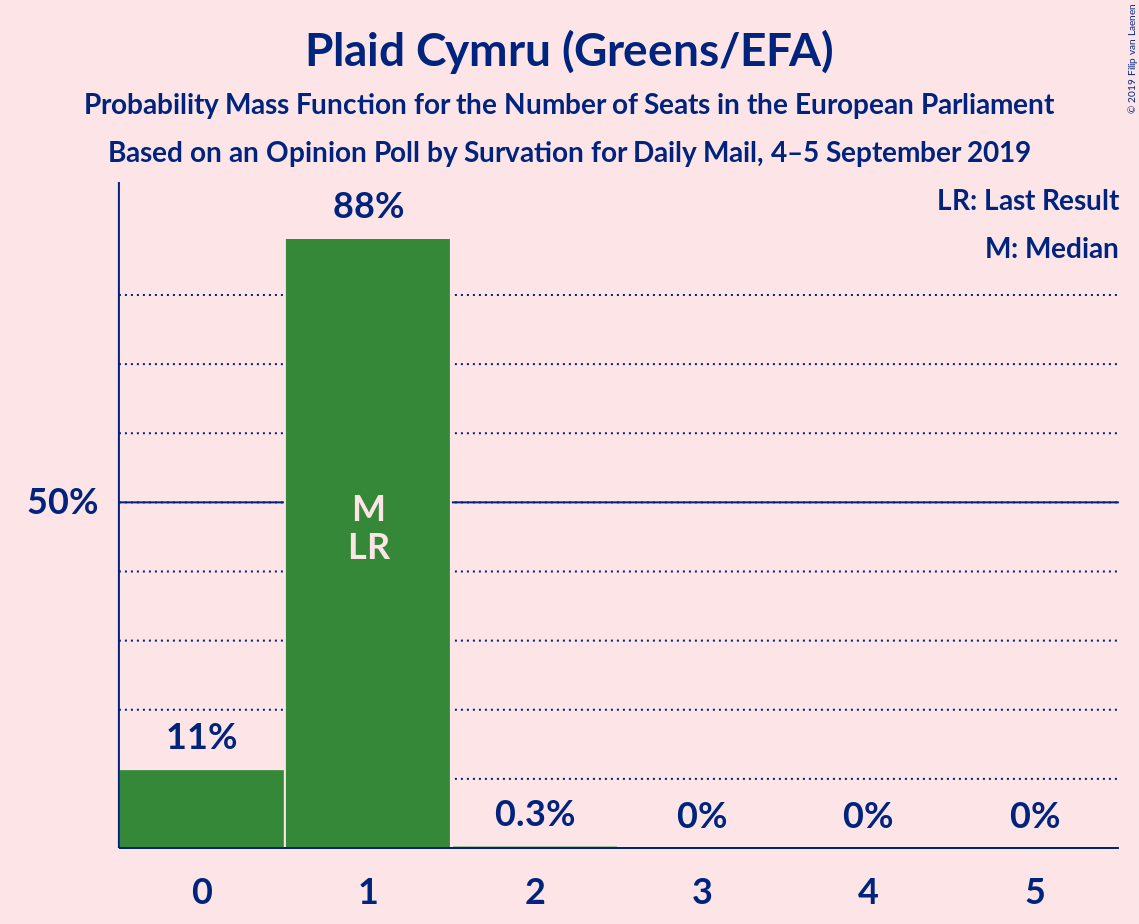 Plaid Cymru (Greens/EFA)
Probability Mass Function for the Number of Seats in the European Parliament
Based on an Opinion Poll by Survation for Daily Mail, 4–5 September 2019
© 2019 Filip van Laenen
LR: Last Result
M: Median
88%
50%
M
LR
11%
0.3%
0%
0%
0%
0
1
2
3
4
5